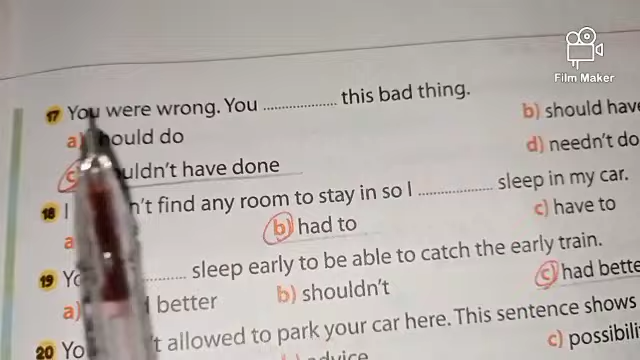 Film Maker
17 You were wrong. You .................. this bad thing.
a) should do b) should have
c) shouldn't have done d) needn't do
18 I n't find any room to stay in so I .................. sleep in my car.
a b) had to c) have to
19 .......... sleep early to be able to catch the early train.
a) better b) shouldn't c) had bette
20 Yo 't allowed to park your car here. This sentence shows
advice c) possibili